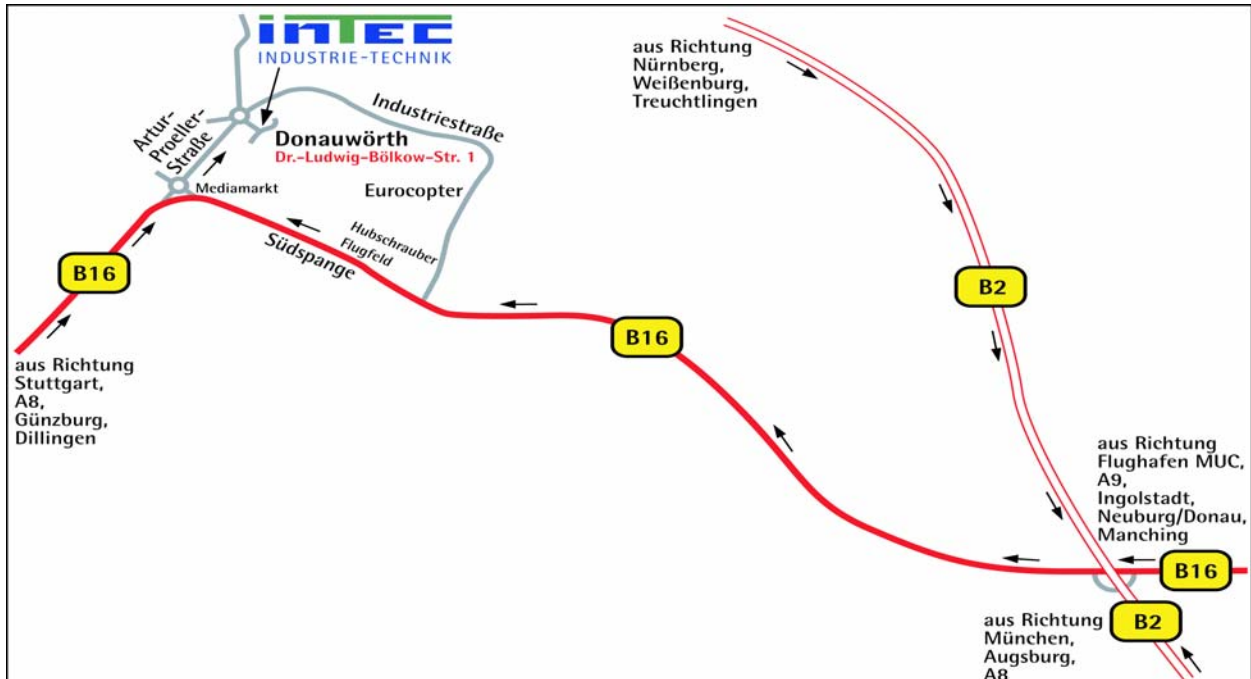 inTEC
INDUSTRIE-TECHNIK
aus Richtung
Nürnberg,
Weißenburg,
Treuchtlingen
Artur-
Proeller-
Straße
Industriestraße
Donauwörth
Dr.-Ludwig-Bölkow-Str. 1
Mediamarkt
Eurocopter
Hubschrauber
Flugfeld
Südspange
B16
B2
B16
aus Richtung
Stuttgart,
A8,
Günzburg,
Dillingen
aus Richtung
Flughafen MUC,
A9,
Ingolstadt,
Neuburg/Donau,
Manching
B16
aus Richtung
München,
Augsburg,
A8
B2